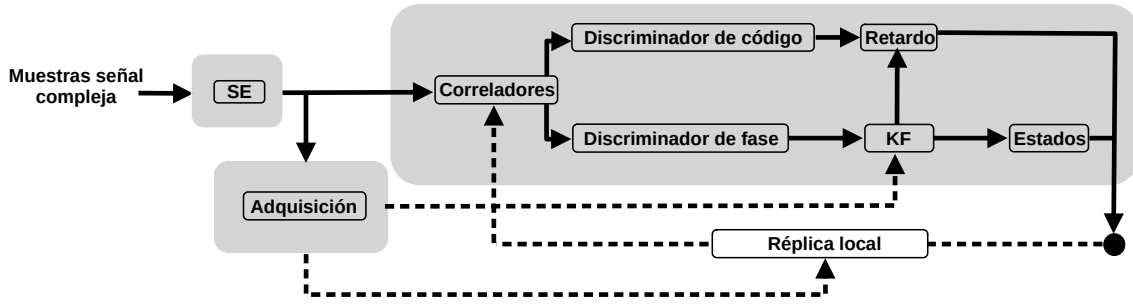 Discriminador de código
Retardo
Muestras señal
compleja
SE
Correladores
Discriminador de fase
KF
Estados
Adquisición
Réplica local